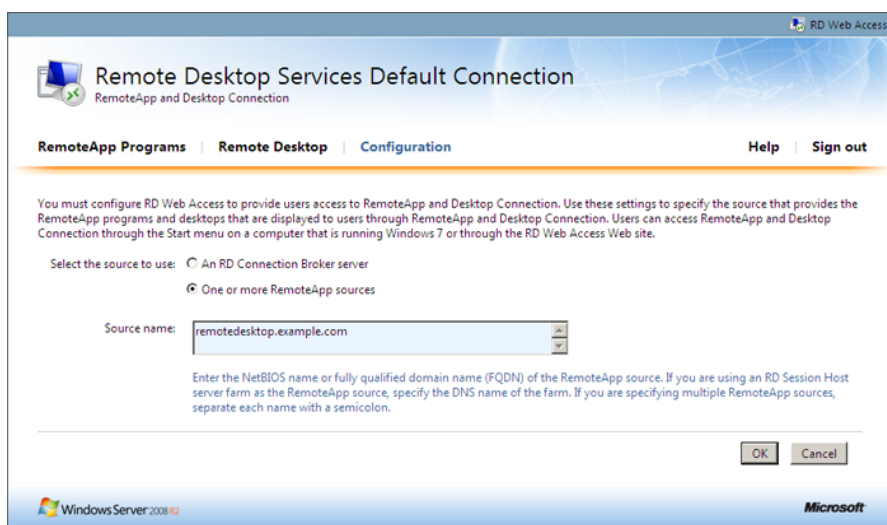 RD Web Access
Remote Desktop Services Default Connection
RemoteApp and Desktop Connection
RemoteApp Programs | Remote Desktop | Configuration
Help | Sign out
You must configure RD Web Access to provide users access to RemoteApp and Desktop Connection. Use these settings to specify the source that provides the
RemoteApp programs and desktops that are displayed to users through RemoteApp and Desktop Connection. Users can access RemoteApp and Desktop
Connection through the Start menu on a computer that is running Windows 7 or through the RD Web Access Web site.
Select the source to use: An RD Connection Broker server
One or more RemoteApp sources
Source name: remotedesktop.example.com
Enter the NetBIOS name or fully qualified domain name (FQDN) of the RemoteApp source. If you are using an RD Session Host
server farm as the RemoteApp source, specify the DNS name of the farm. If you are specifying multiple RemoteApp sources,
separate each name with a semicolon.
OK Cancel
Windows Server 2008 R2
Microsoft